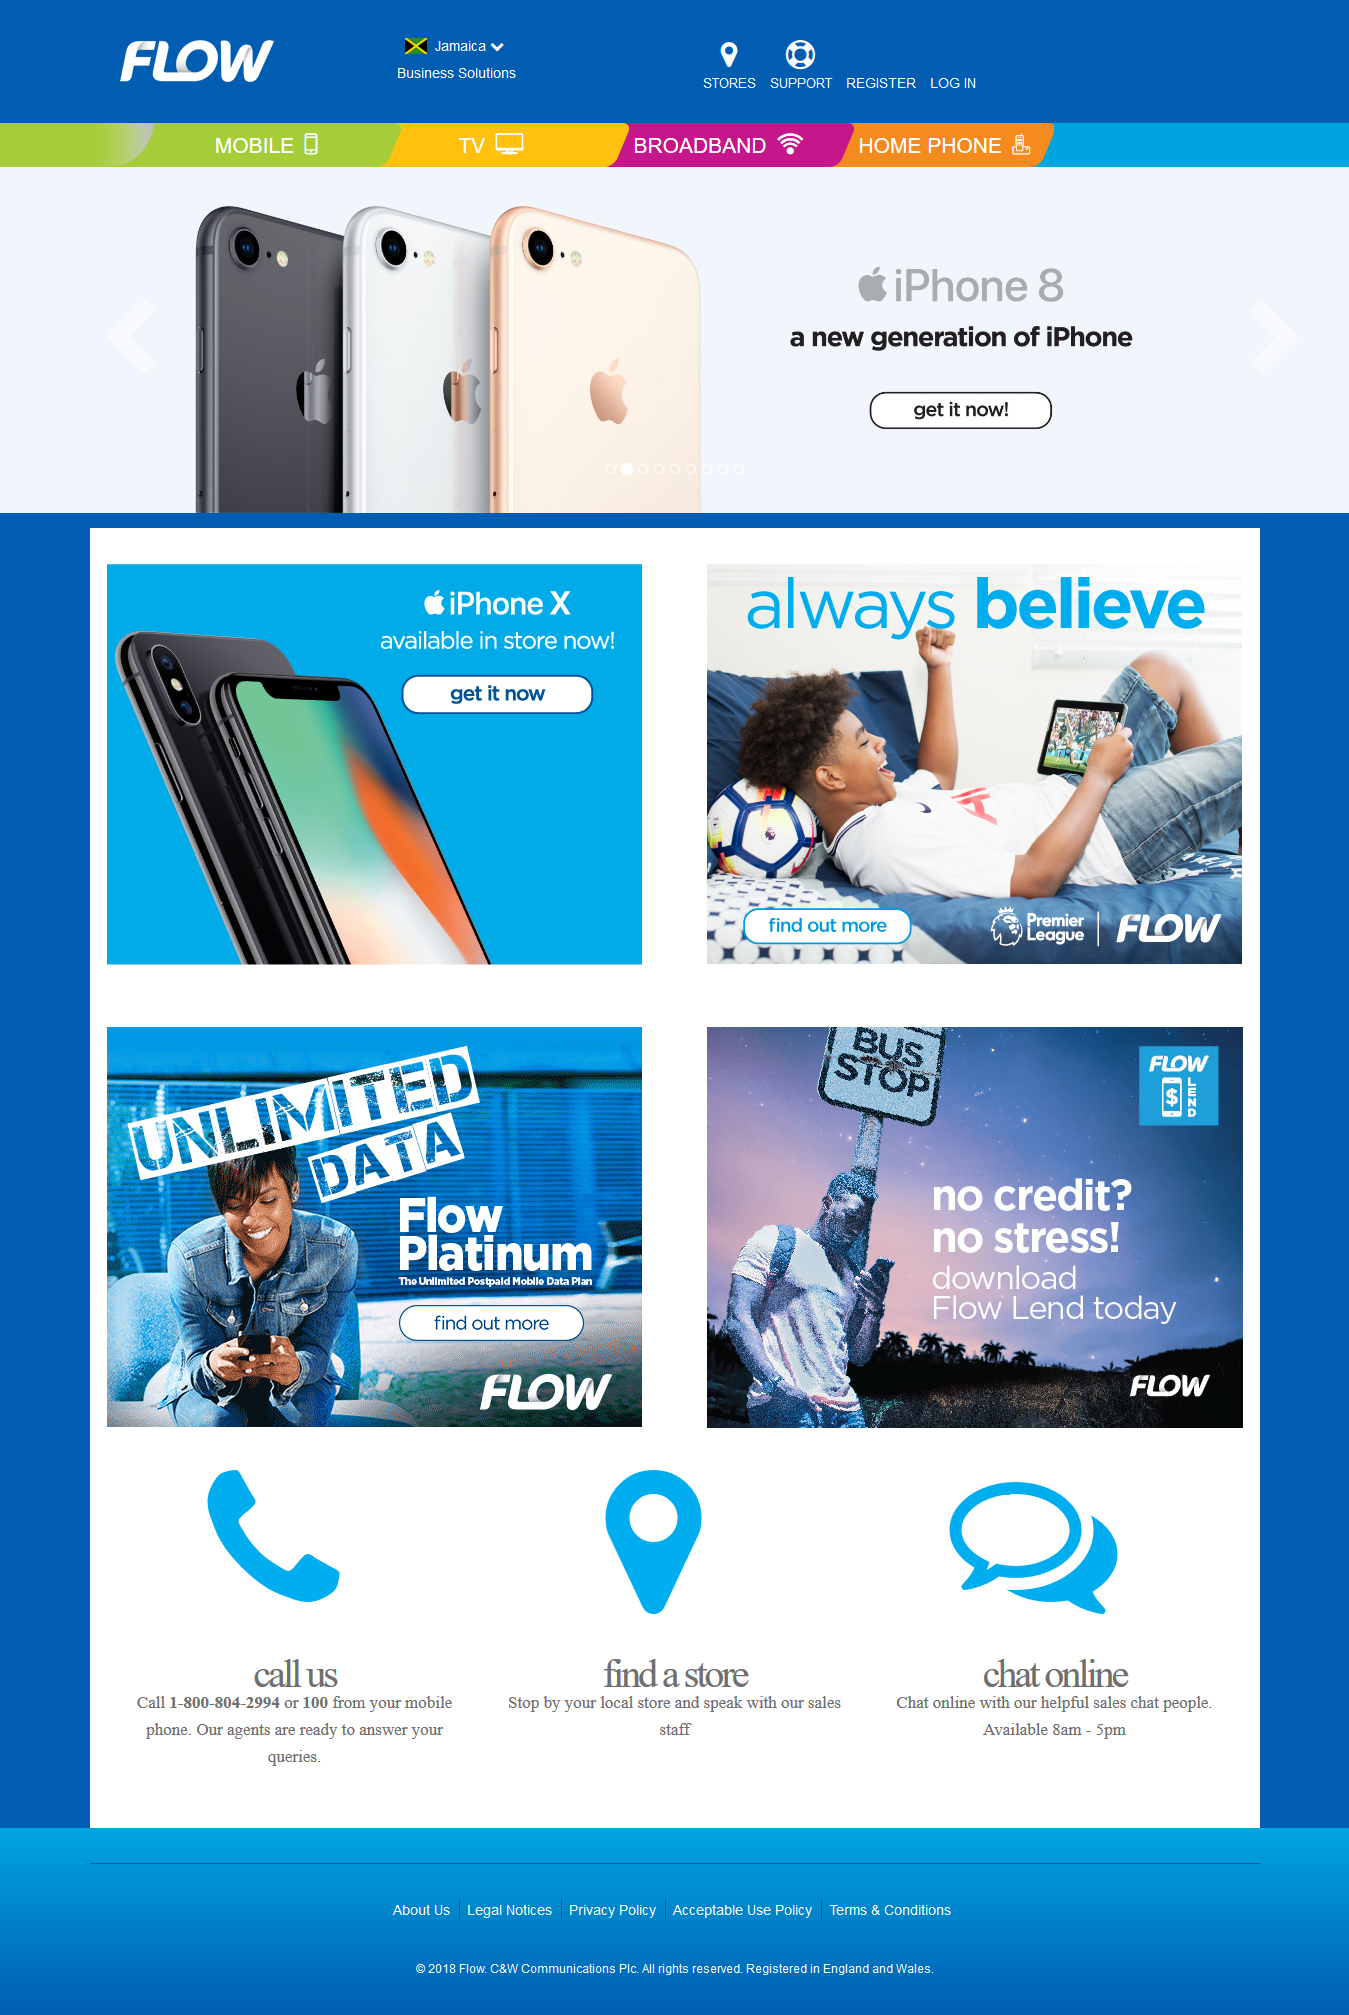 FLOW
Jamaica
Business Solutions
STORES
SUPPORT
REGISTER
LOG IN
MOBILE
TV
BROADBAND
HOME PHONE
iPhone 8
a new generation of iPhone
get it now!
iPhone X
available in store now!
get it now
always believe
find out more
Premier
League
FLOW
UNLIMITED
DATA
Flow
Platinum
The Unlimited Postpaid Mobile Data Plan
find out more
FLOW
BUS
STOP
FLOW
LEND
$
no credit?
no stress!
download
Flow Lend today
FLOW
call us
Call 1-800-804-2994 or 100 from your mobile
phone. Our agents are ready to answer your
queries.
find a store
Stop by your local store and speak with our sales
staff
chat online
Chat online with our helpful sales chat people.
Available 8am - 5pm
About Us
Legal Notices
Privacy Policy
Acceptable Use Policy
Terms & Conditions
© 2018 Flow. C&W Communications Plc. All rights reserved. Registered in England and Wales.